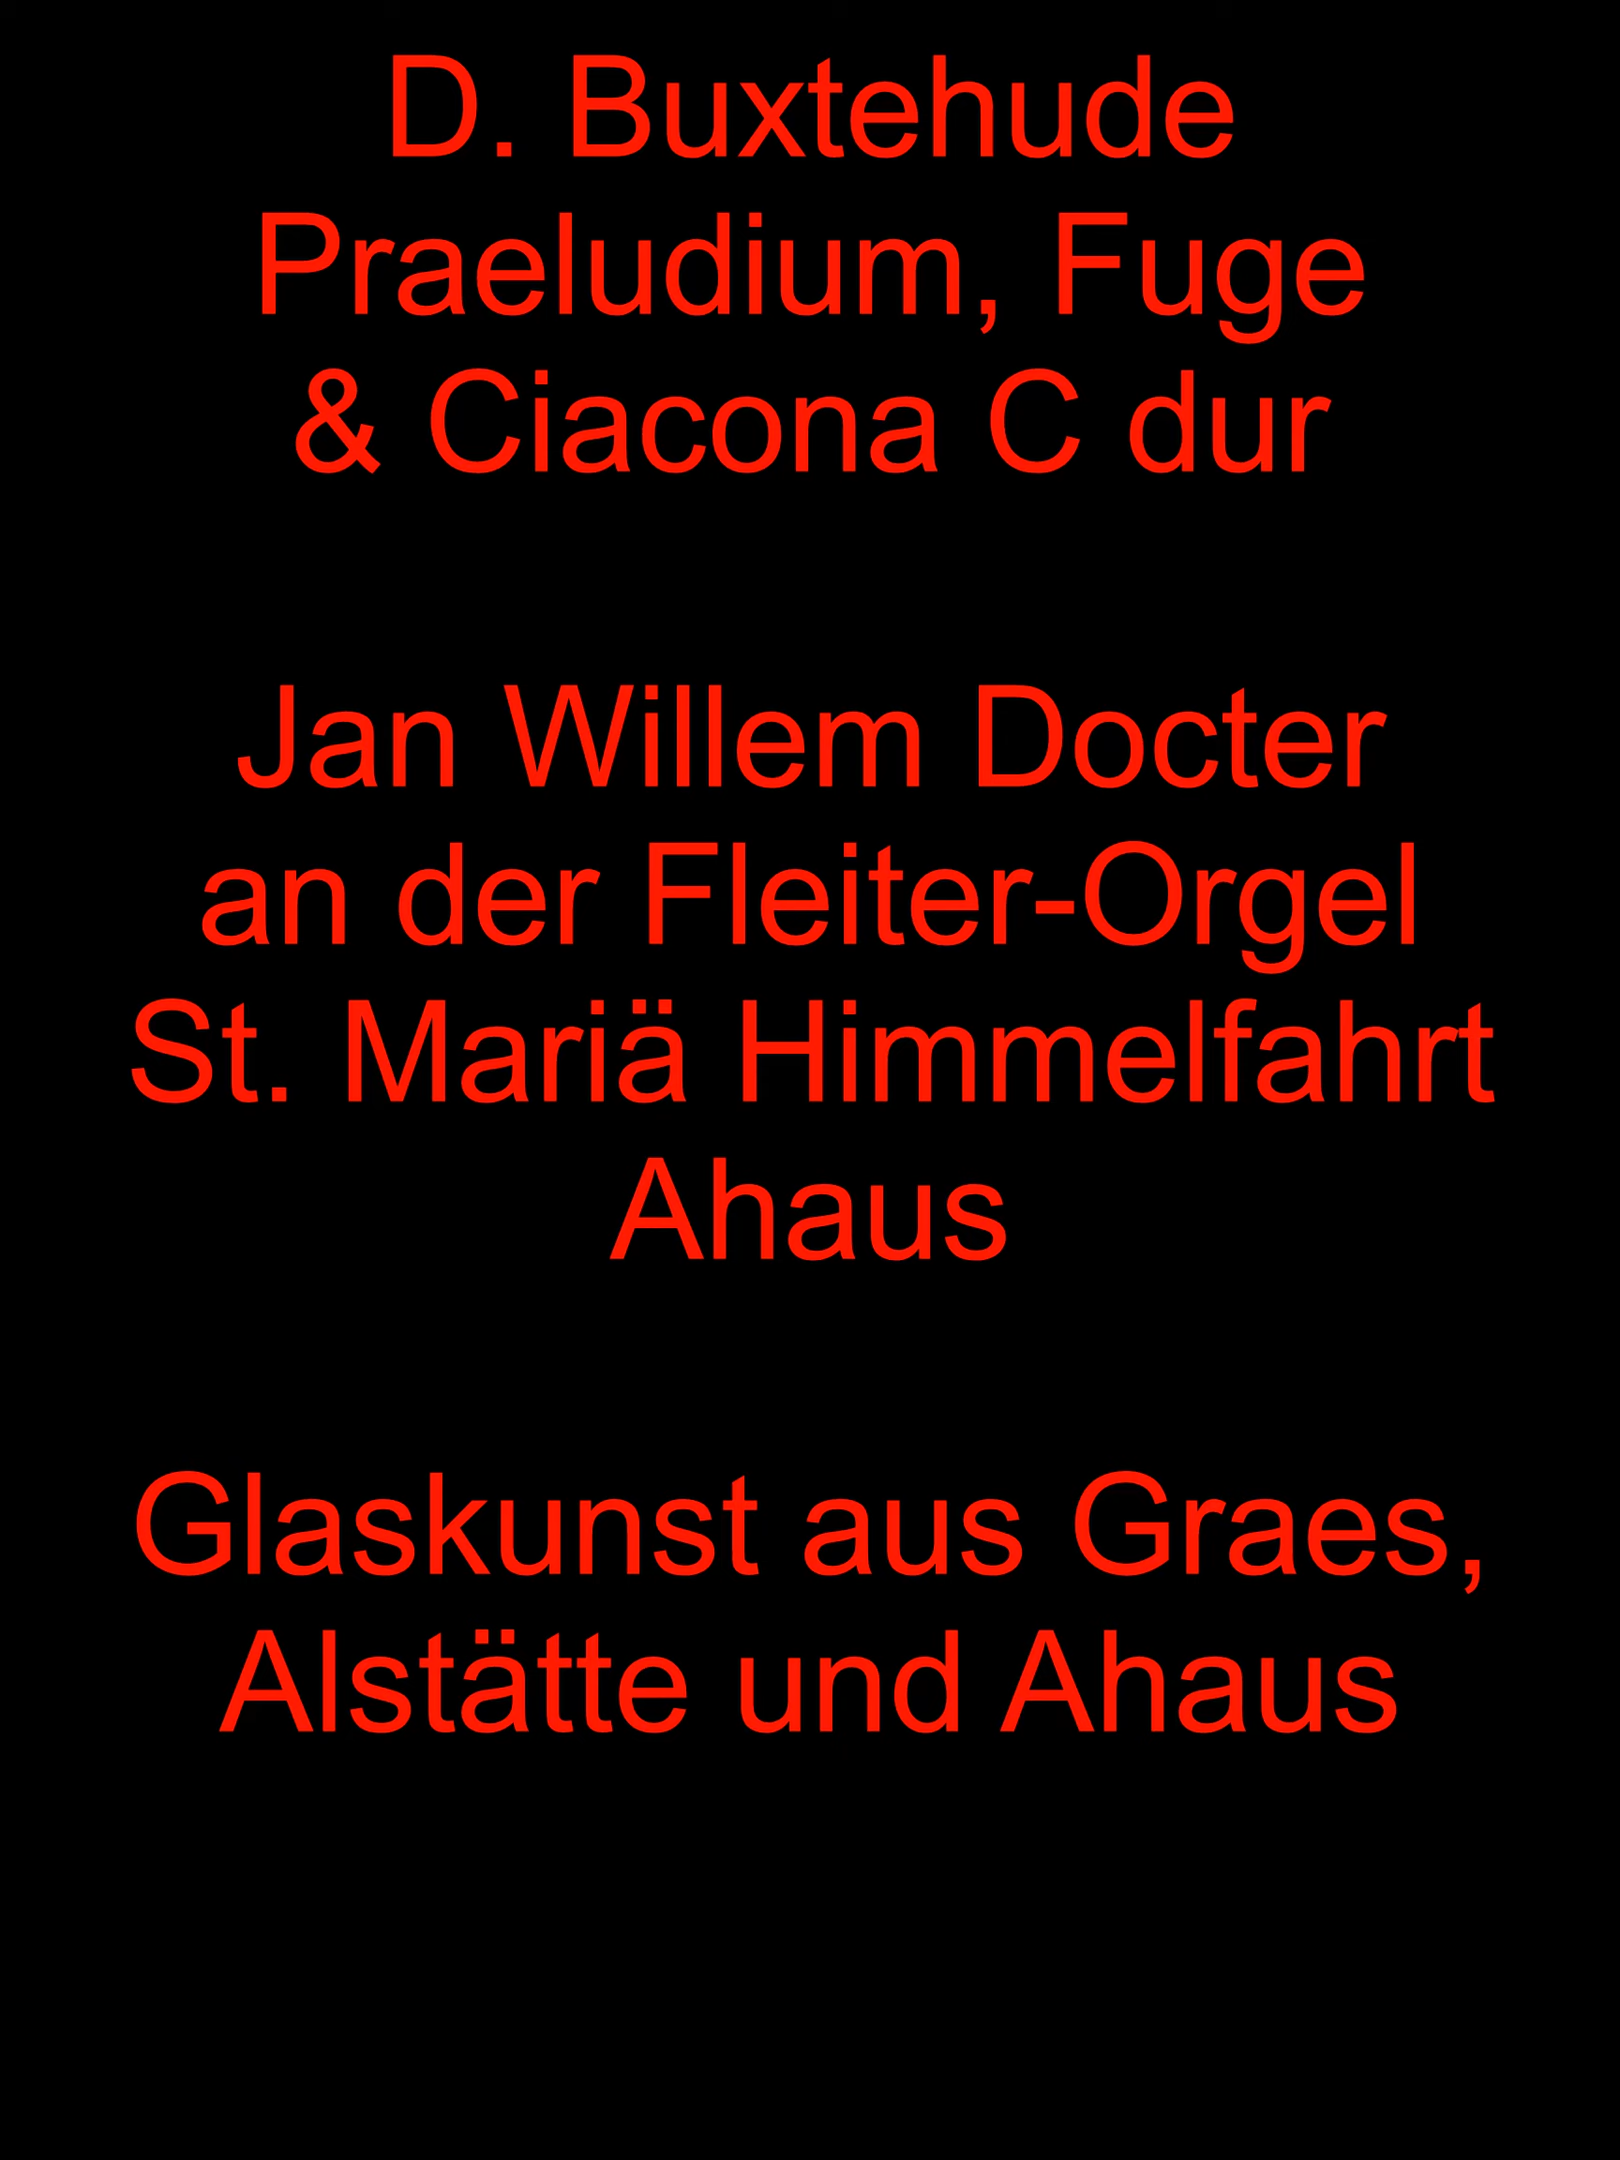 D. Buxtehude
Praeludium, Fuge
& Ciacona C dur
Jan Willem Docter
an der Fleiter-Orgel
St. Mariä Himmelfahrt
Ahaus
Glaskunst aus Graes,
Alstätte und Ahaus